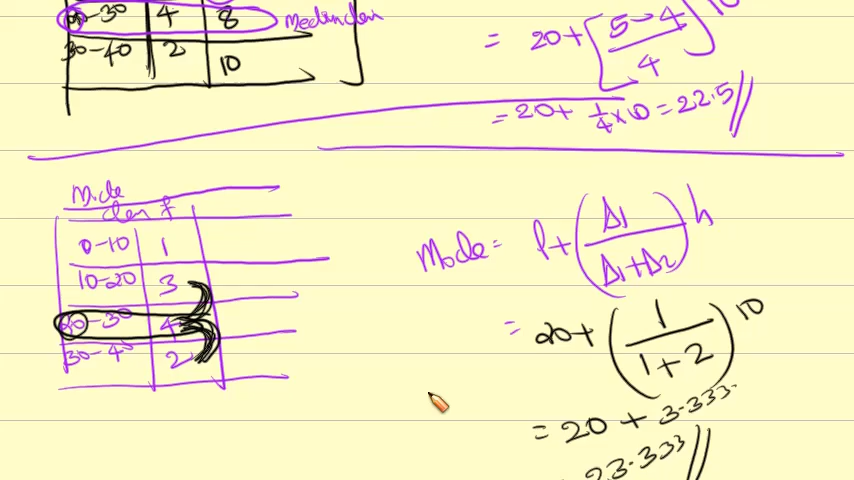 20-30 4 8 Median class
30-40 2 10
= 20 + [5-4 / 4] 10
= 20 + 1/4 × 10 = 22.5 //
Mode
class f
0-10 1
10-20 3
20-30 4
30-40 2
Mode = l + (Δ1 / Δ1+Δ2) h
= 20 + (1 / 1+2) 10
= 20 + 3.333.
= 23.333 //